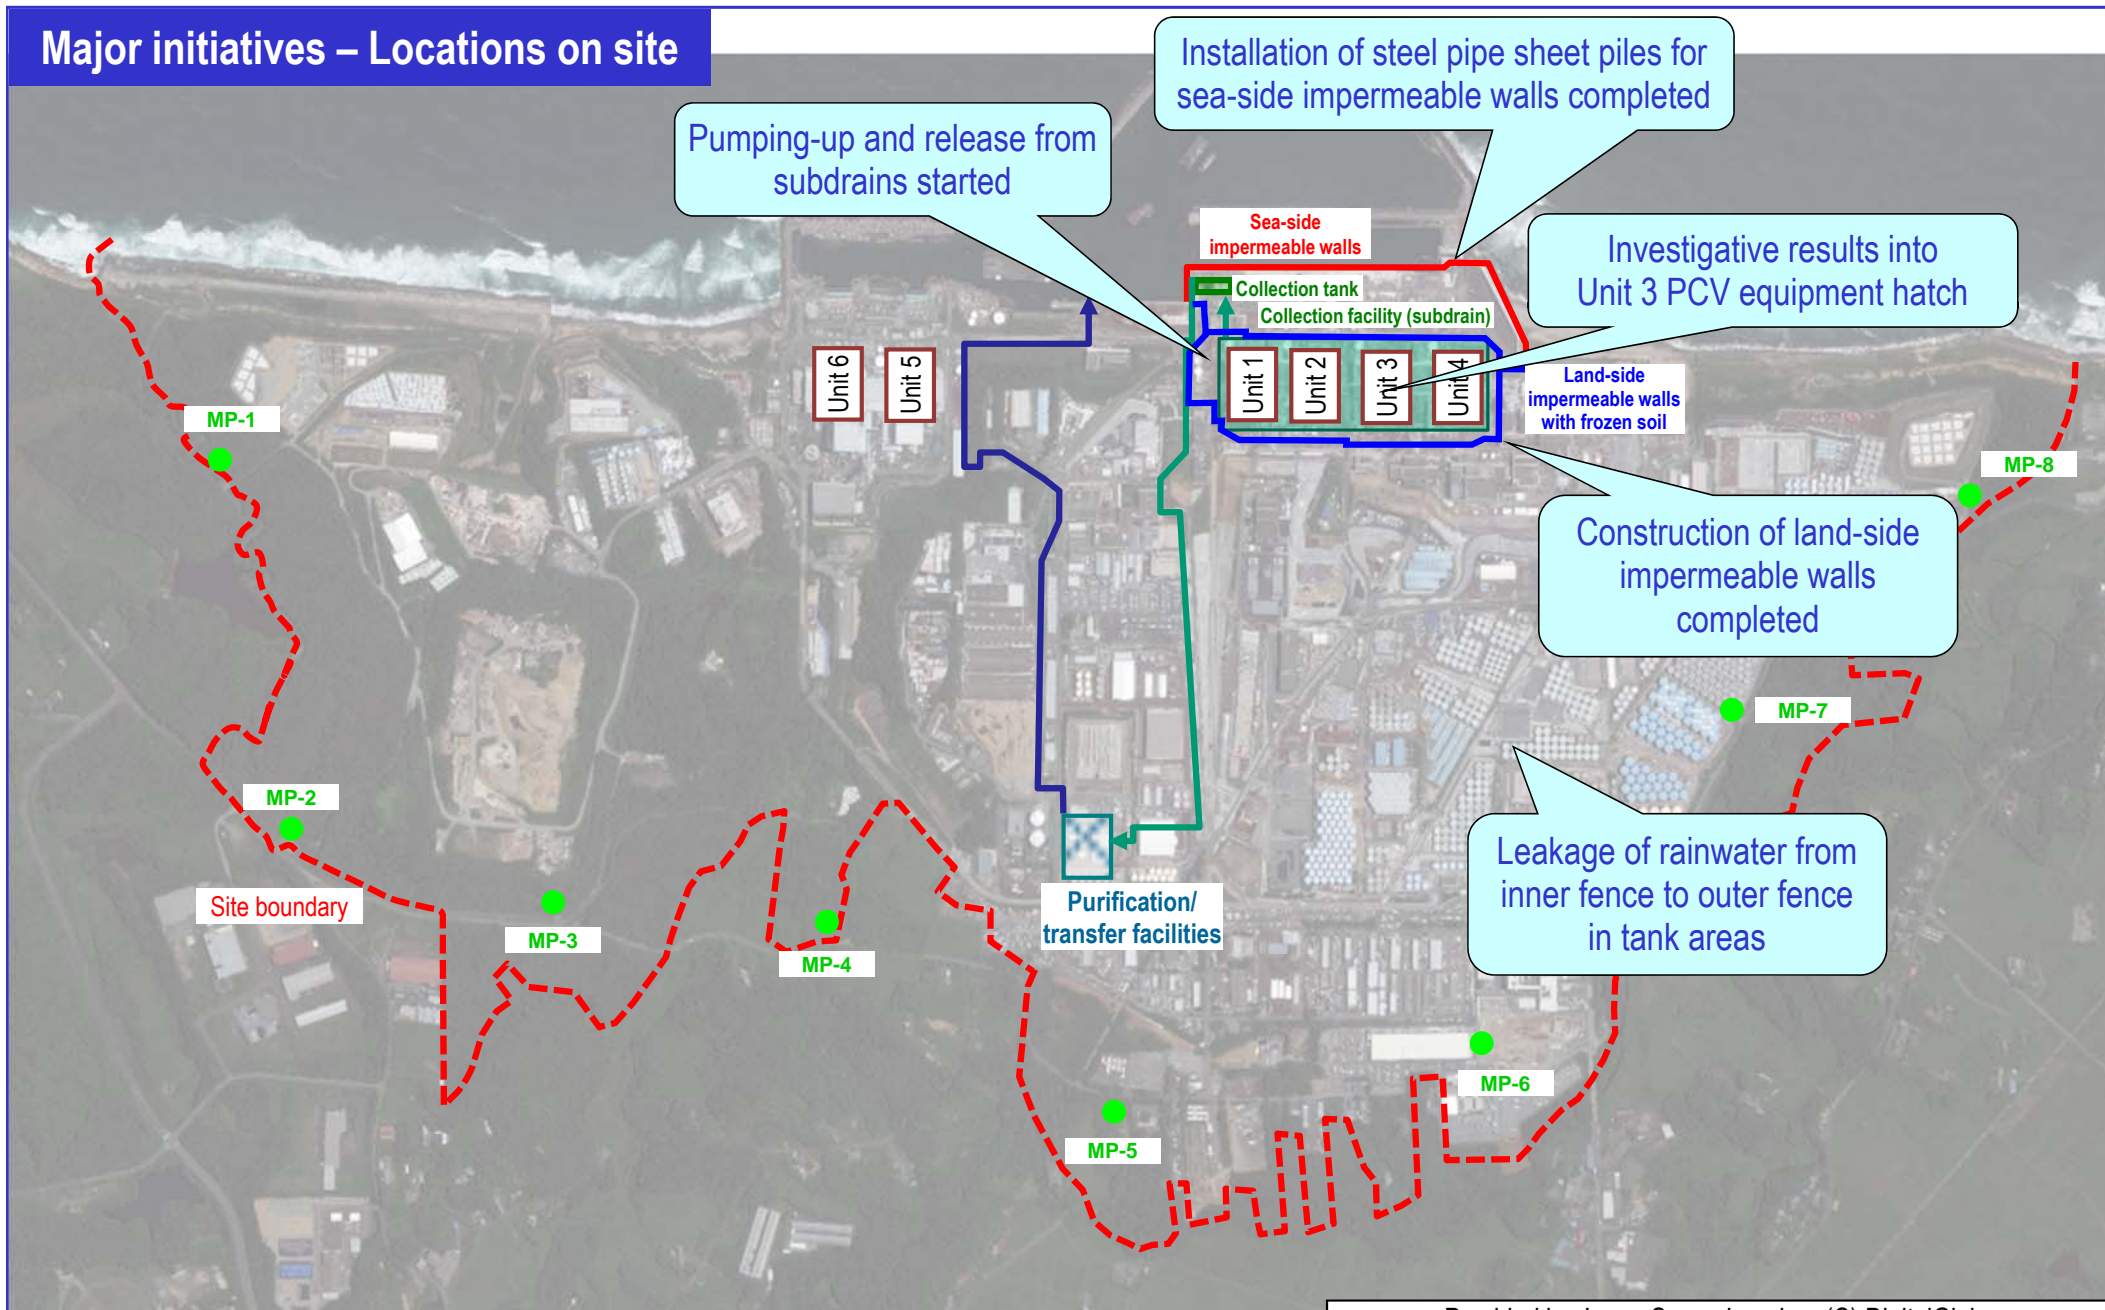 Major initiatives – Locations on site
Installation of steel pipe sheet piles for
sea-side impermeable walls completed
Pumping-up and release from
subdrains started
Sea-side
impermeable walls
Investigative results into
Unit 3 PCV equipment hatch
Collection tank
Collection facility (subdrain)
Unit 6
Unit 5
Unit 1
Unit 2
Unit 3
Unit 4
Land-side
impermeable walls
with frozen soil
MP-1
MP-8
Construction of land-side
impermeable walls
completed
MP-7
MP-2
Leakage of rainwater from
inner fence to outer fence
in tank areas
Site boundary
Purification/
transfer facilities
MP-3
MP-4
MP-6
MP-5